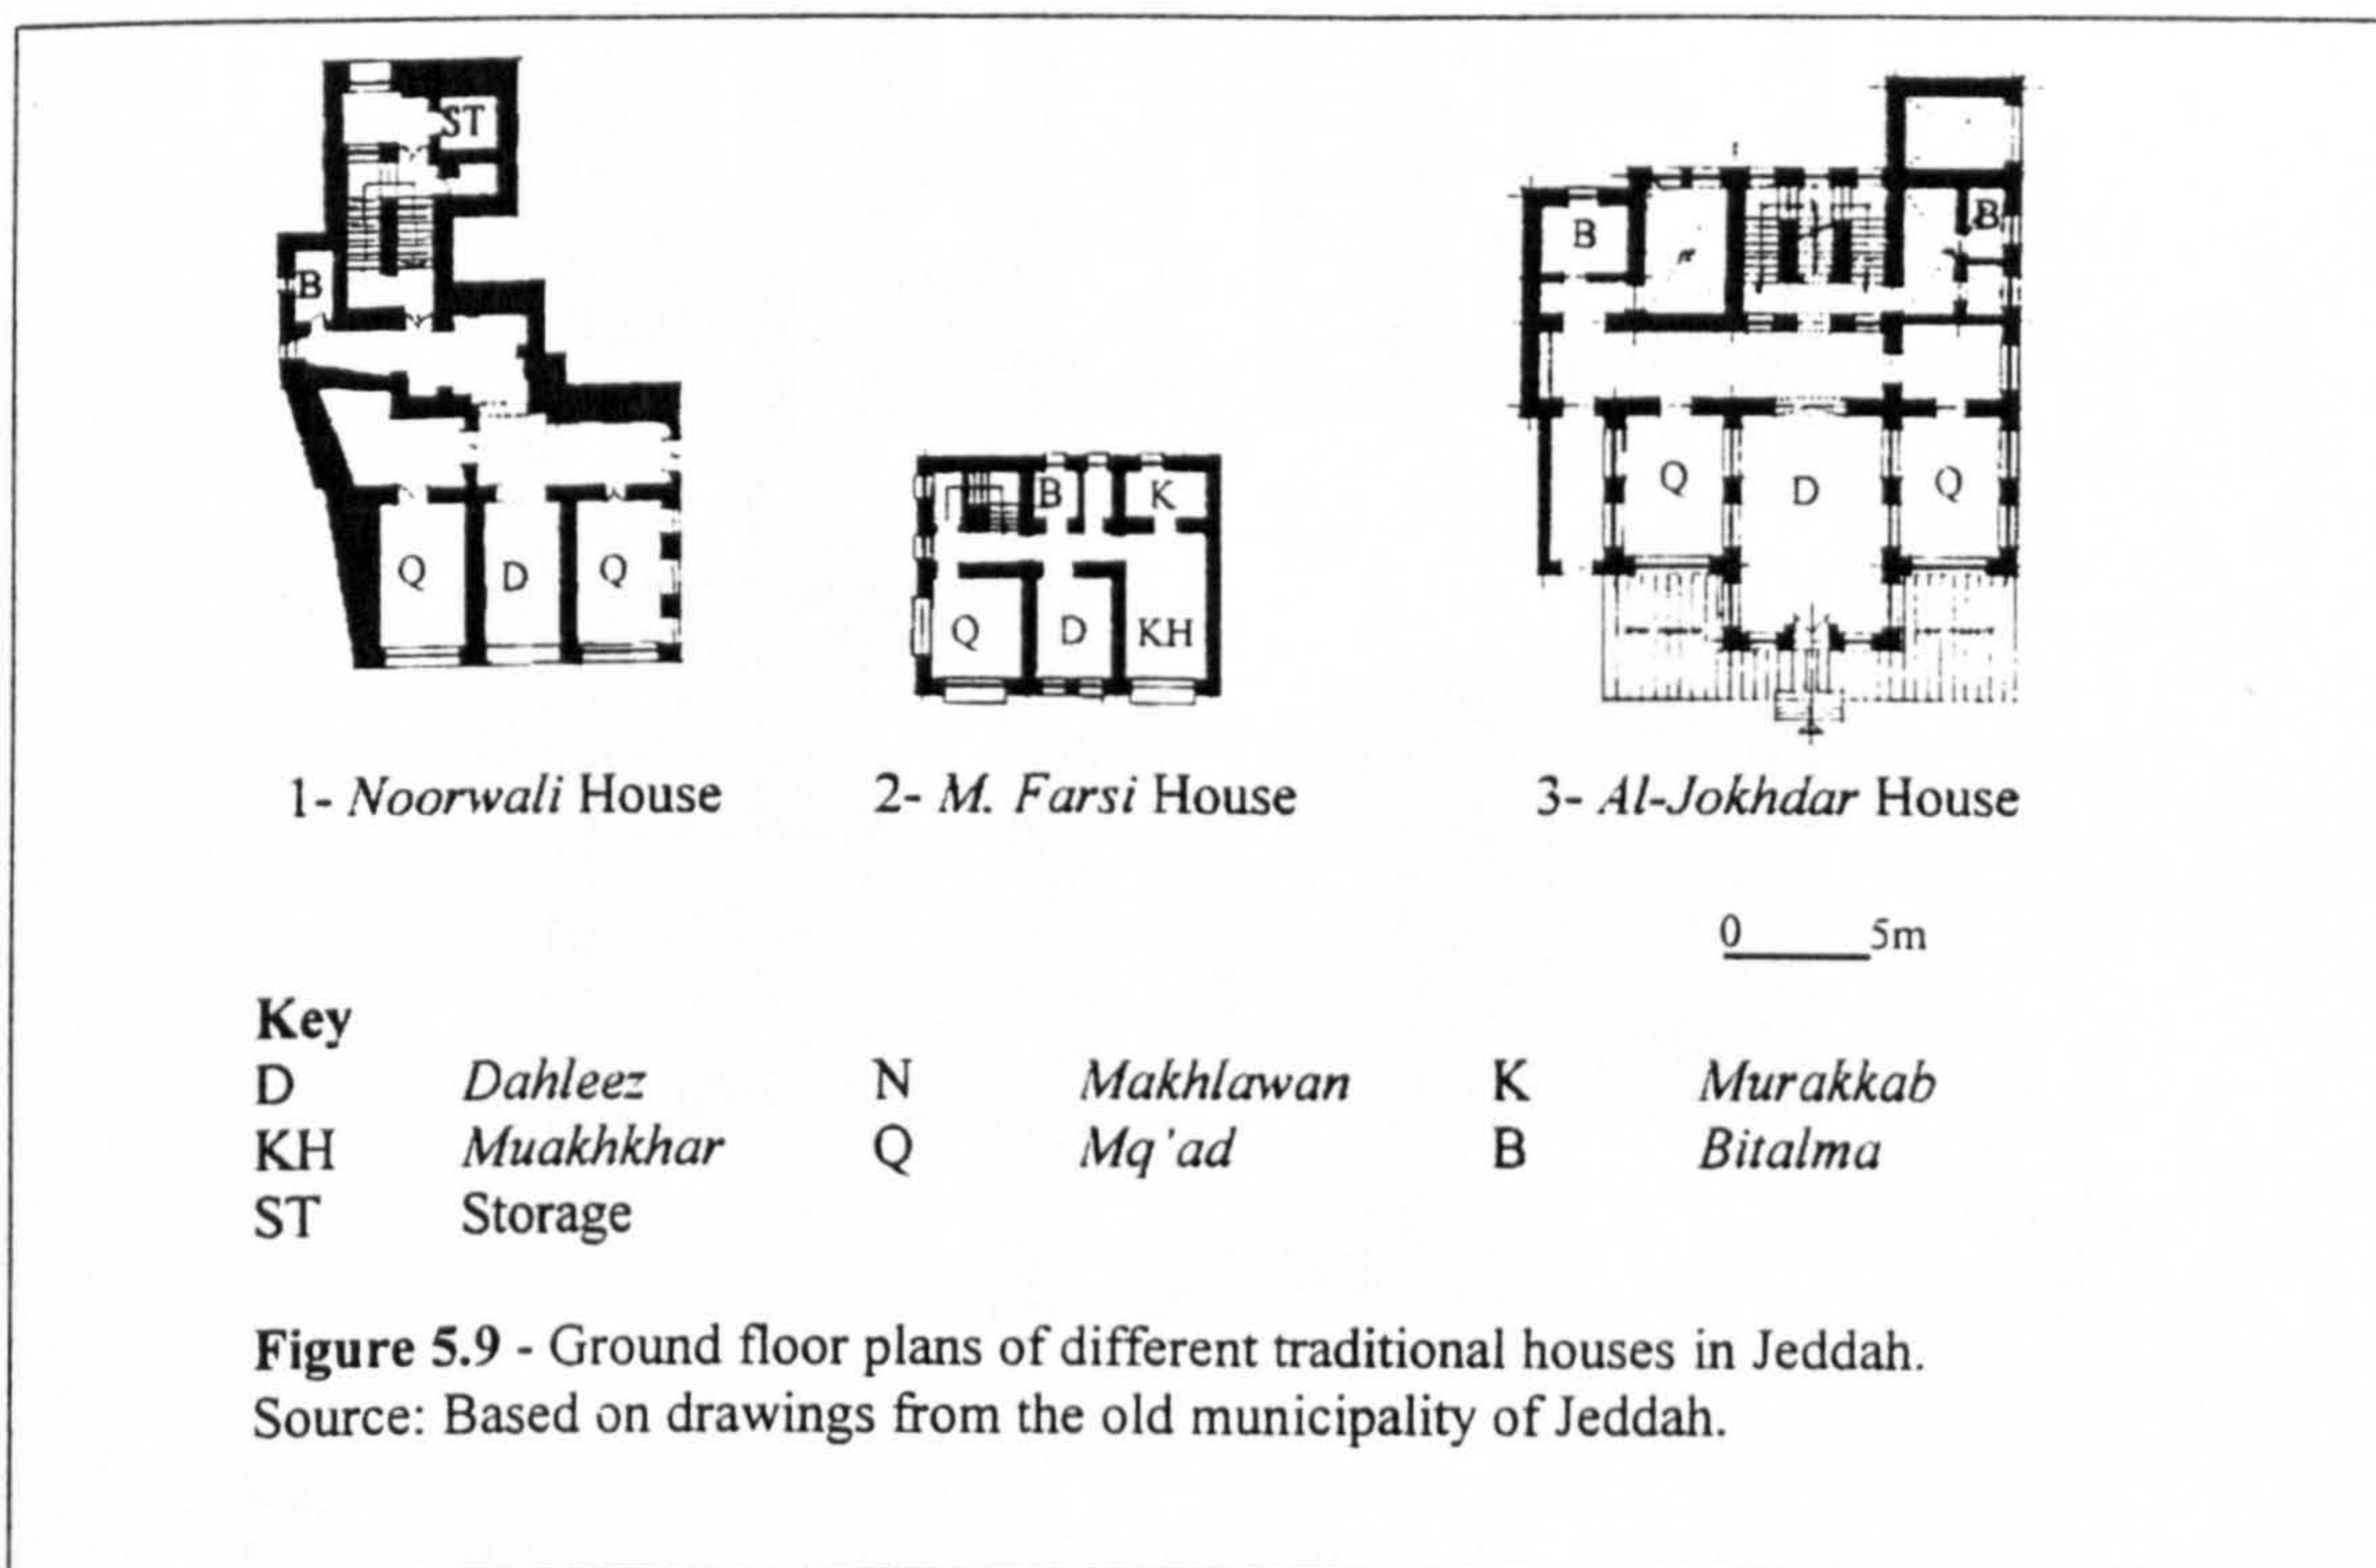 ST
B
Q D Q
B K
Q D KH
B B
Q D Q
1- Noorwali House 2- M. Farsi House 3- Al-Jokhdar House
0 5m
Key
D Dahleez N Makhlawan K Murakkab
KH Muakhkhar Q Mq'ad B Bitalma
ST Storage
Figure 5.9 - Ground floor plans of different traditional houses in Jeddah.
Source: Based on drawings from the old municipality of Jeddah.